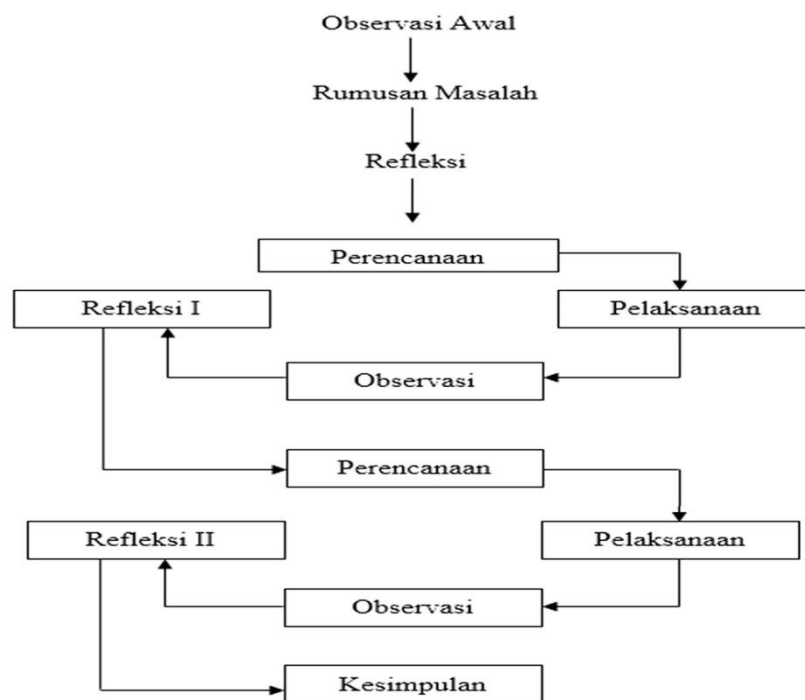 Observasi Awal
Rumusan Masalah
Refleksi
Perencanaan
Refleksi I
Pelaksanaan
Observasi
Perencanaan
Refleksi II
Pelaksanaan
Observasi
Kesimpulan